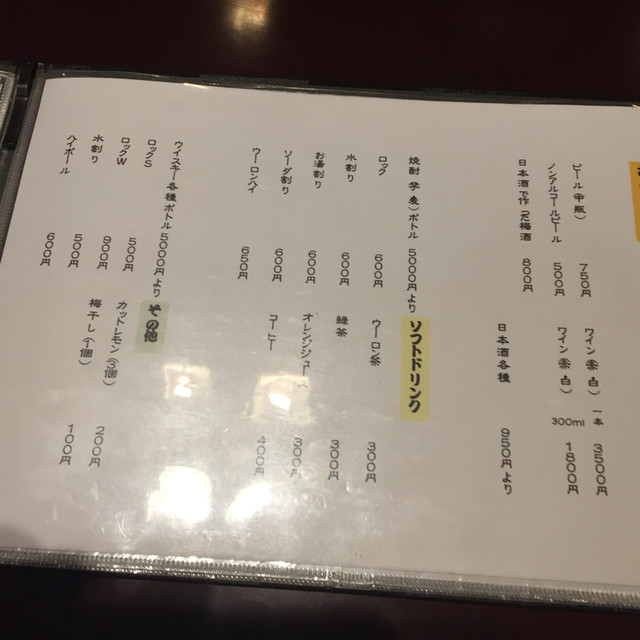 ビール(中瓶) 750円
ノンアルコールビール 500円
日本酒で作った梅酒 800円
焼酎(芋・麦)ボトル 5000円より
ロック 600円
水割り 600円
お湯割り 600円
ソーダ割り 600円
ウーロンハイ 650円
ウイスキー各種ボトル 5000円より
ロックS 500円
ロックW 900円
水割り 500円
ハイボール 600円
ワイン(赤・白) 一本 3500円
ワイン(赤・白) 300ml 1800円
日本酒各種 950円より
ソフトドリンク
ウーロン茶 300円
緑茶 300円
オレンジジュース 300円
コーヒー 400円
その他
カットレモン 200円
梅干し(1個) 100円